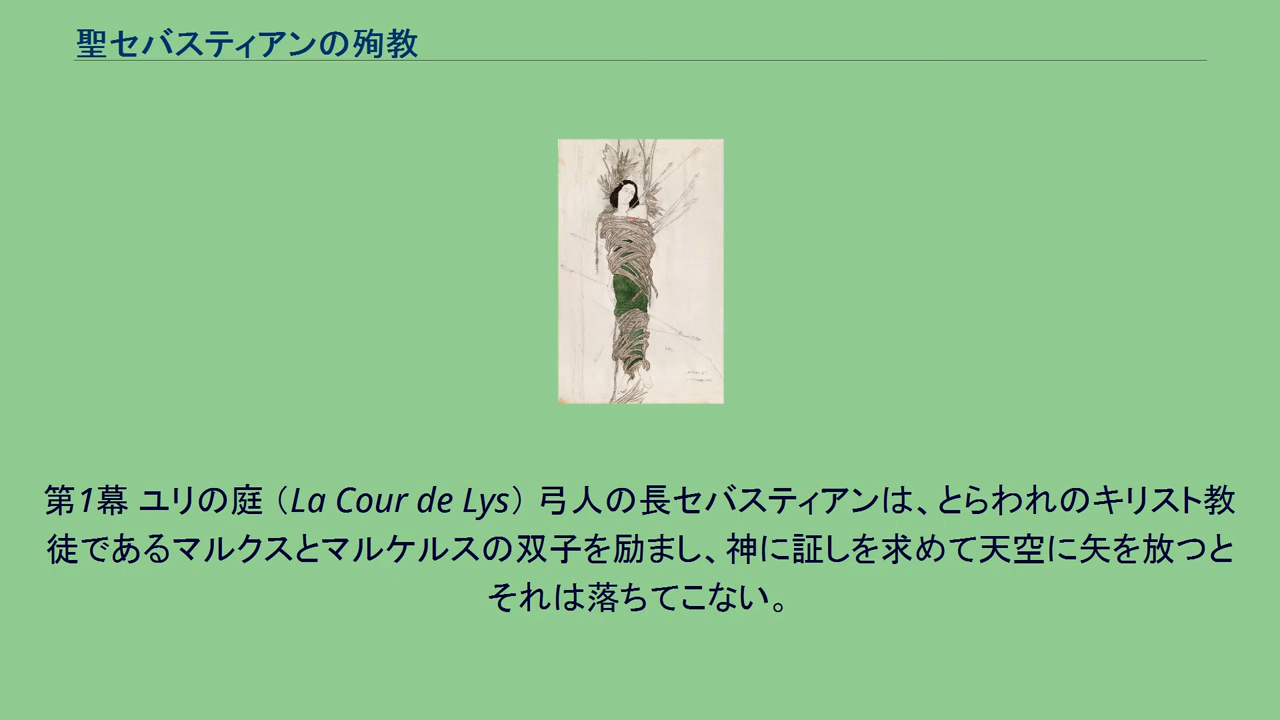 聖セバスティアンの殉教
第1幕 ユリの庭（La Cour de Lys） 弓人の長セバスティアンは、とらわれのキリスト教
徒であるマルクスとマルケルスの双子を励まし、神に証しを求めて天空に矢を放つと
それは落ちてこない。